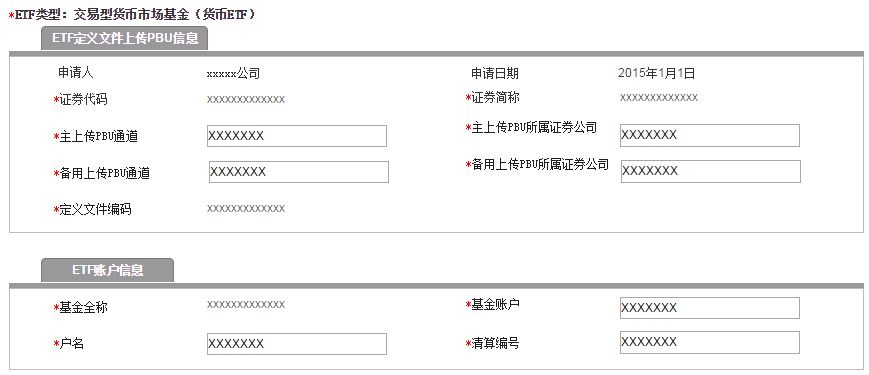 *ETF类型：交易型货币市场基金（货币ETF）
ETF定义文件上传PBU信息
申请人 xxxxx公司 申请日期 2015年1月1日
*证券代码 XXXXXXXXXXXXX *证券简称 XXXXXXXXXXXXX
*主上传PBU通道 XXXXXXX *主上传PBU所属证券公司 XXXXXXX
*备用上传PBU通道 XXXXXXX *备用上传PBU所属证券公司 XXXXXXX
*定义文件编码 XXXXXXXXXXXXX
ETF账户信息
*基金全称 XXXXXXXXXXXXX *基金账户 XXXXXXX
*户名 XXXXXXX *清算编号 XXXXXXX